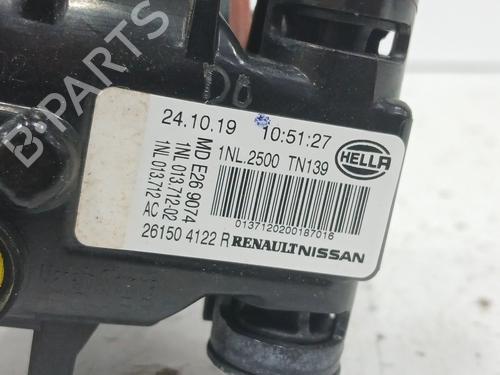 24.10.19 10:51:27
1NL.2500 TN139
HELLA
MD E26 9074
1NL 013.712-02
1NL.013.712
AC
0137120200187016
26150 4122 R RENAULT NISSAN